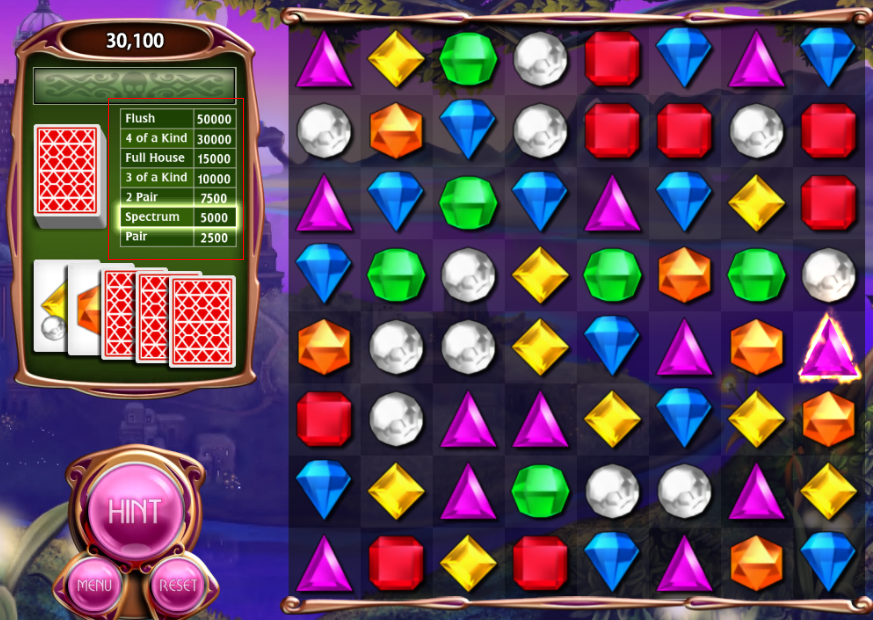 30,100
Flush 50000
4 of a Kind 30000
Full House 15000
3 of a Kind 10000
2 Pair 7500
Spectrum 5000
Pair 2500
HINT
MENU
RESET